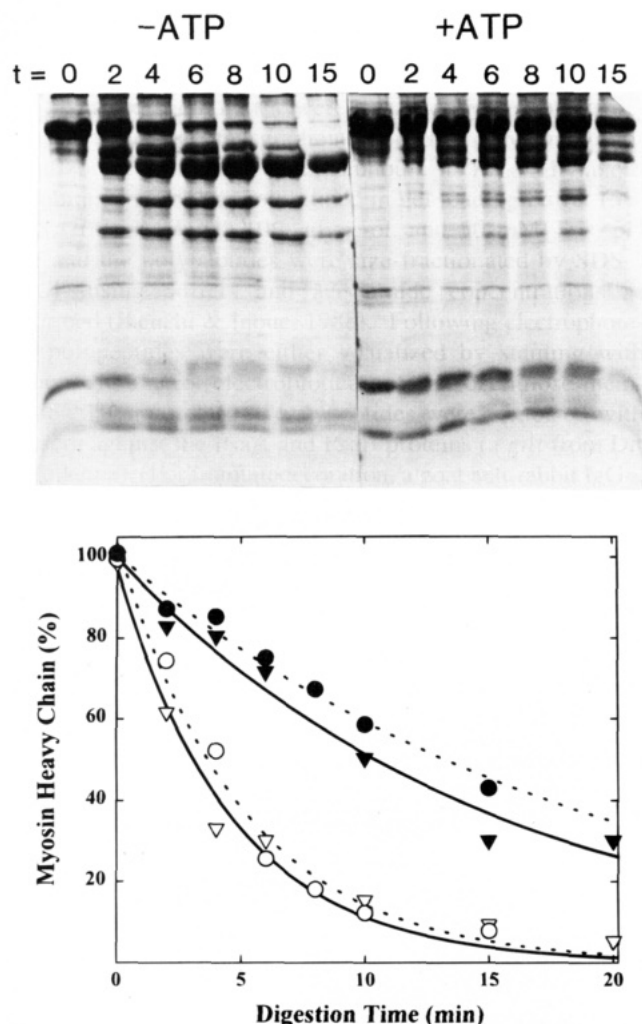 −ATP +ATP
t = 0 2 4 6 8 10 15 0 2 4 6 8 10 15
100
80
60
40
20
0 5 10 15 20
Myosin Heavy Chain (%)
Digestion Time (min)